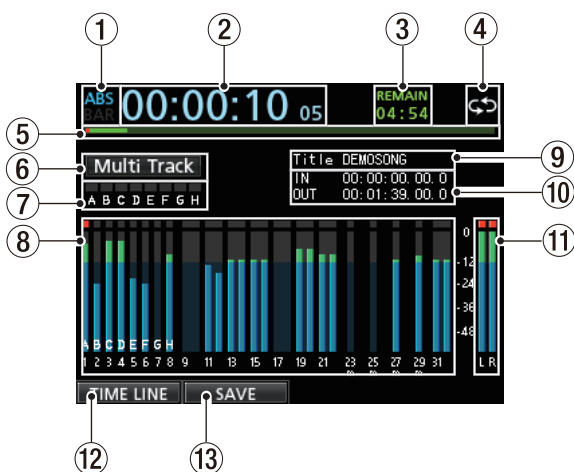 1 2 3 4
ABS 00:00:10 05 REMAIN
BAR 04:54
5
6 Multi Track Title DEMOSONG 9
IN 00:00:00.00.0
7 A B C D E F G H OUT 00:01:39.00.0 10
8 0 11
-12
-24
-36
-48
A B C D E F G H
1 2 3 4 5 6 7 8 9 11 13 15 17 19 21 23 25 27 29 31 L R
TIME LINE SAVE
12 13